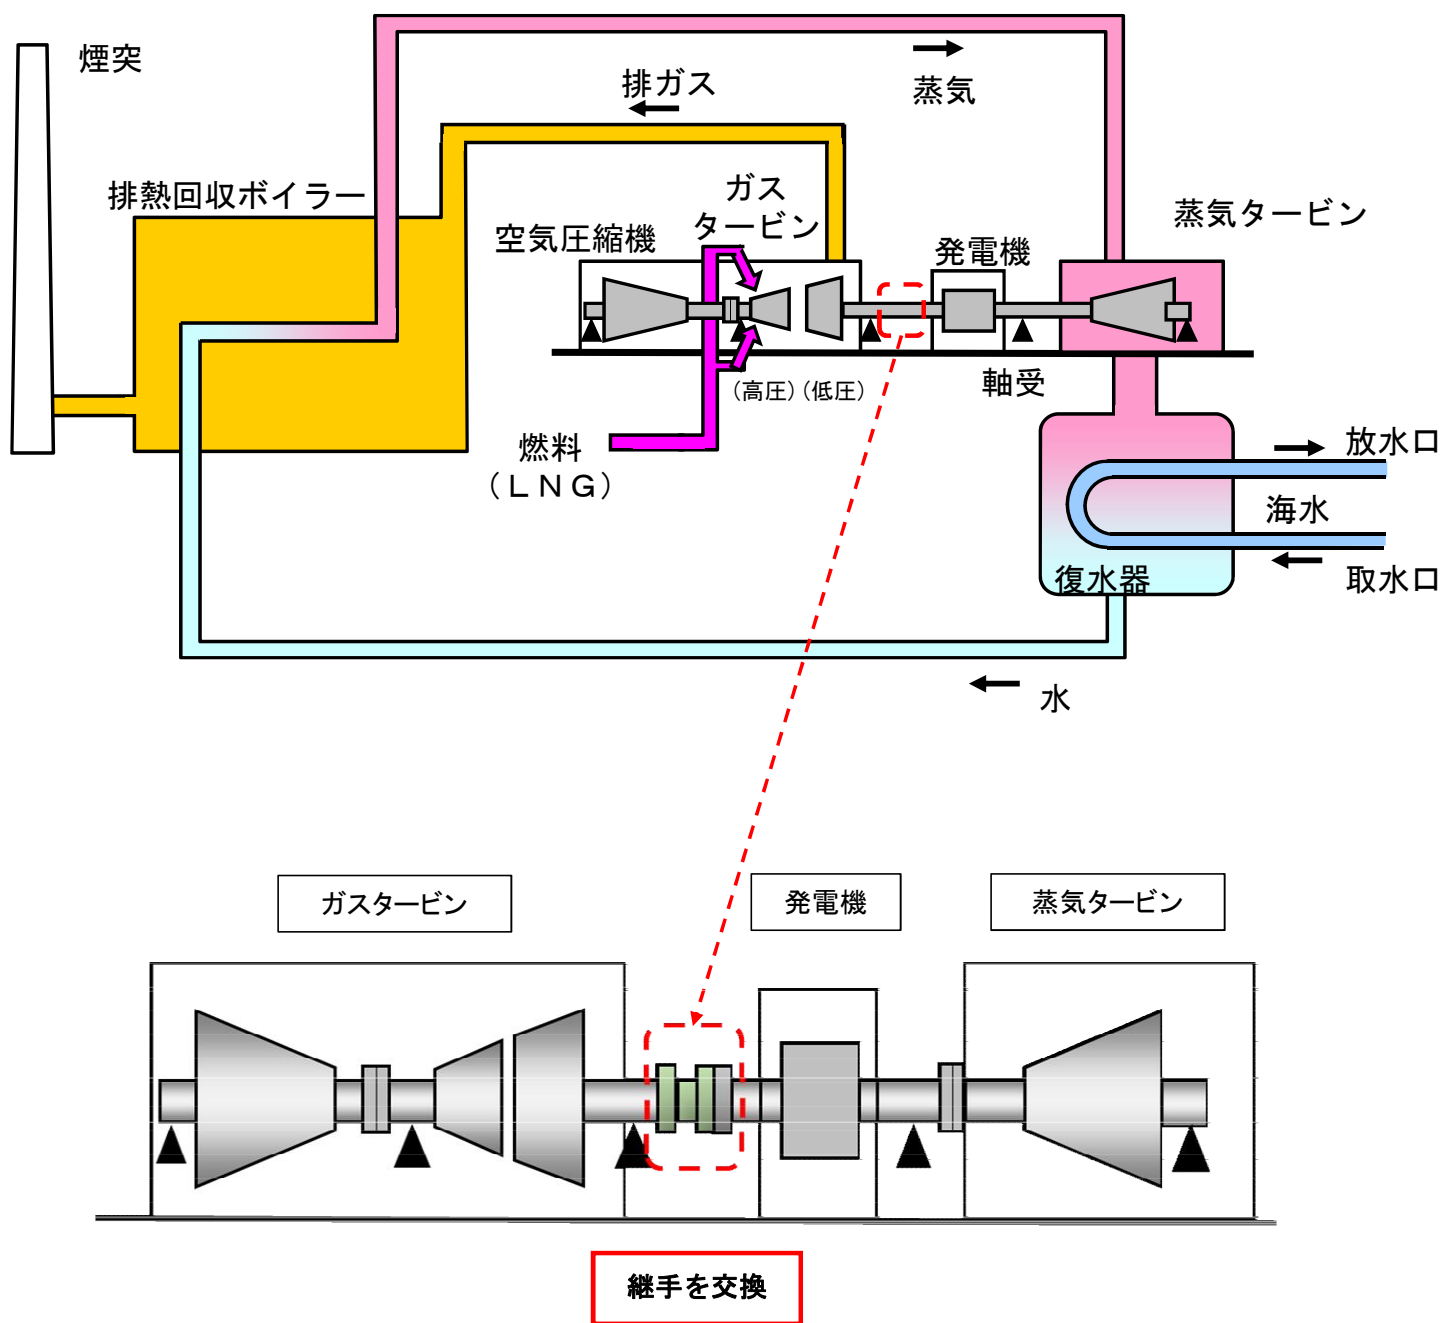 煙突
排ガス
蒸気
排熱回収ボイラー
ガス
タービン
空気圧縮機
発電機
蒸気タービン
(高圧)
(低圧)
軸受
燃料
(ＬＮＧ)
放水口
海水
取水口
復水器
水
ガスタービン
発電機
蒸気タービン
継手を交換